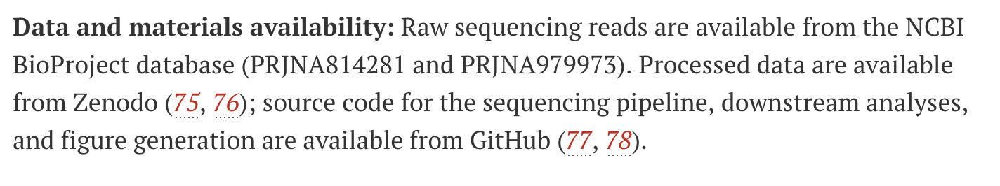 Data and materials availability: Raw sequencing reads are available from the NCBI
BioProject database (PRJNA814281 and PRJNA979973). Processed data are available
from Zenodo (75, 76); source code for the sequencing pipeline, downstream analyses,
and figure generation are available from GitHub (77, 78).